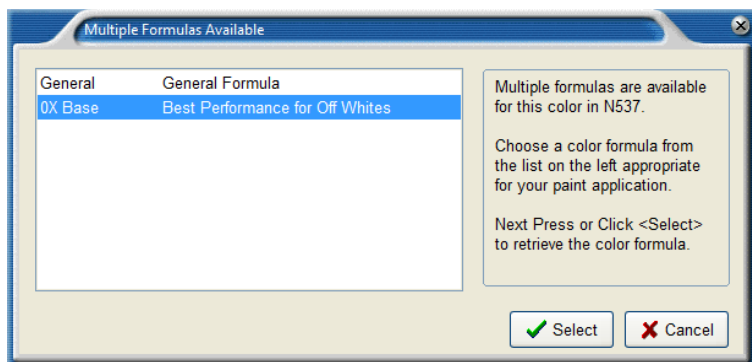 Multiple Formulas Available
General General Formula
0X Base Best Performance for Off Whites
Multiple formulas are available
for this color in N537.
Choose a color formula from
the list on the left appropriate
for your paint application.
Next Press or Click <Select>
to retrieve the color formula.
Select Cancel